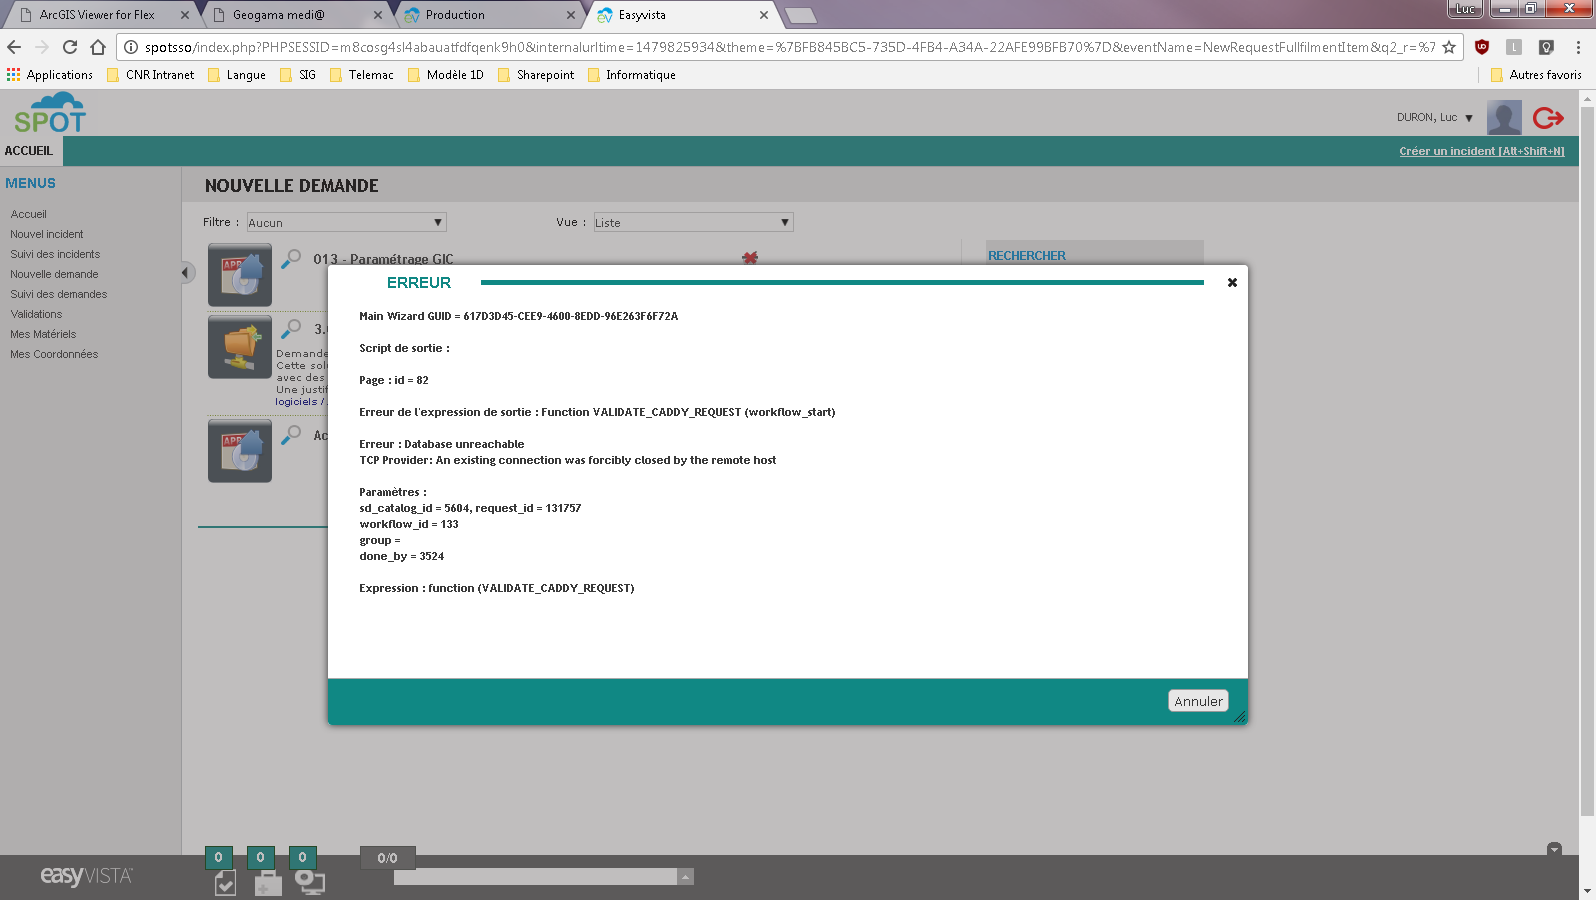 ArcGIS Viewer for Flex
Geogama medi@
Production
Easyvista
Luc
spotsso/index.php?PHPSESSID=m8cosg4sl4abauatfdfqenk9h0&internalurltime=1479825934&theme=%7BFB845BC5-735D-4FB4-A34A-22AFE99BFB70%7D&eventName=NewRequestFullfilmentItem&q2_r=%7
Applications
CNR Intranet
Langue
SIG
Telemac
Modèle 1D
Sharepoint
Informatique
Autres favoris
SPOT
DURON, Luc
ACCUEIL
Créer un incident [Alt+Shift+N]
MENUS
Accueil
Nouvel incident
Suivi des incidents
Nouvelle demande
Suivi des demandes
Validations
Mes Matériels
Mes Coordonnées
NOUVELLE DEMANDE
Filtre : Aucun
Vue : Liste
013 - Paramétrage GIC
RECHERCHER
3.
Demande
Cette sol
avec des
Une justif
logiciels /
Ac
ERREUR
Main Wizard GUID = 617D3D45-CEE9-4600-8EDD-96E263F6F72A
Script de sortie :
Page : id = 82
Erreur de l'expression de sortie : Function VALIDATE_CADDY_REQUEST (workflow_start)
Erreur : Database unreachable
TCP Provider: An existing connection was forcibly closed by the remote host
Paramètres :
sd_catalog_id = 5604, request_id = 131757
workflow_id = 133
group =
done_by = 3524
Expression : function (VALIDATE_CADDY_REQUEST)
Annuler
0
0
0
0/0
easyVISTA